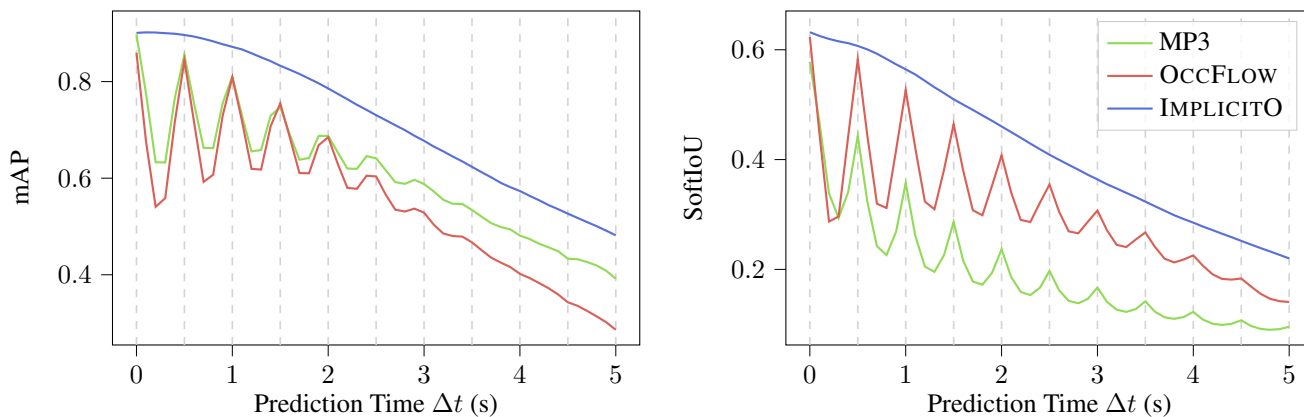 0.8
0.6
0.4
mAP
0 1 2 3 4 5
Prediction Time Δt (s)
0.6
0.4
0.2
SoftIoU
MP3
OCCFLOW
IMPLICITO
0 1 2 3 4 5
Prediction Time Δt (s)